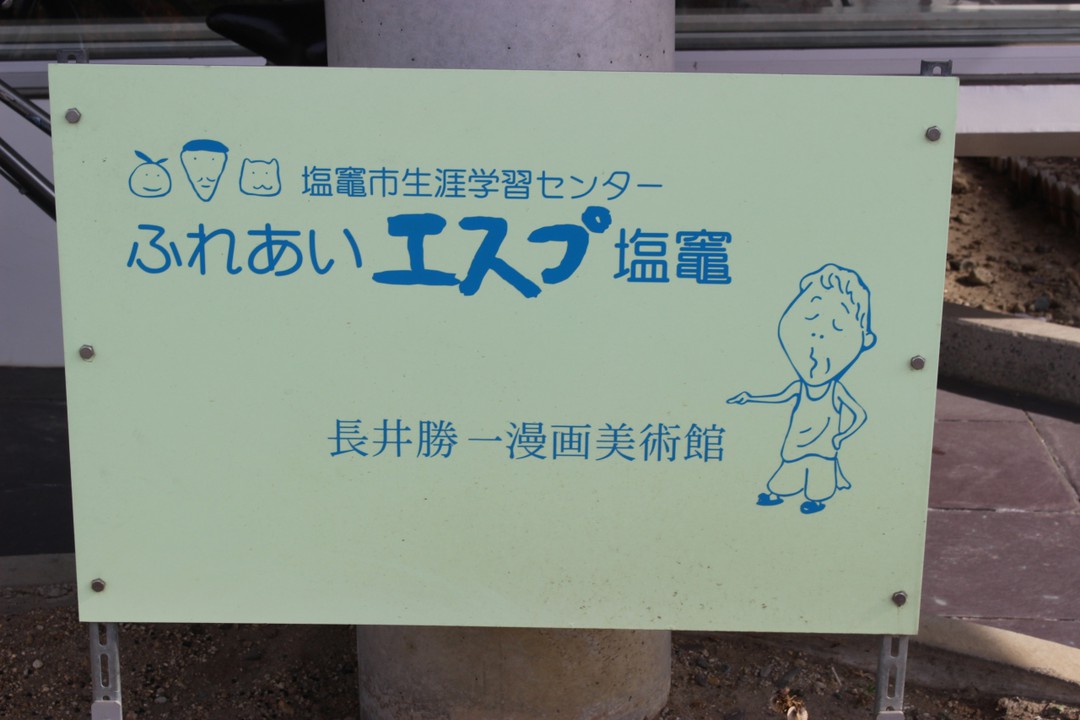 塩竈市生涯学習センター
ふれあいエスプ塩竈
長井勝一漫画美術館